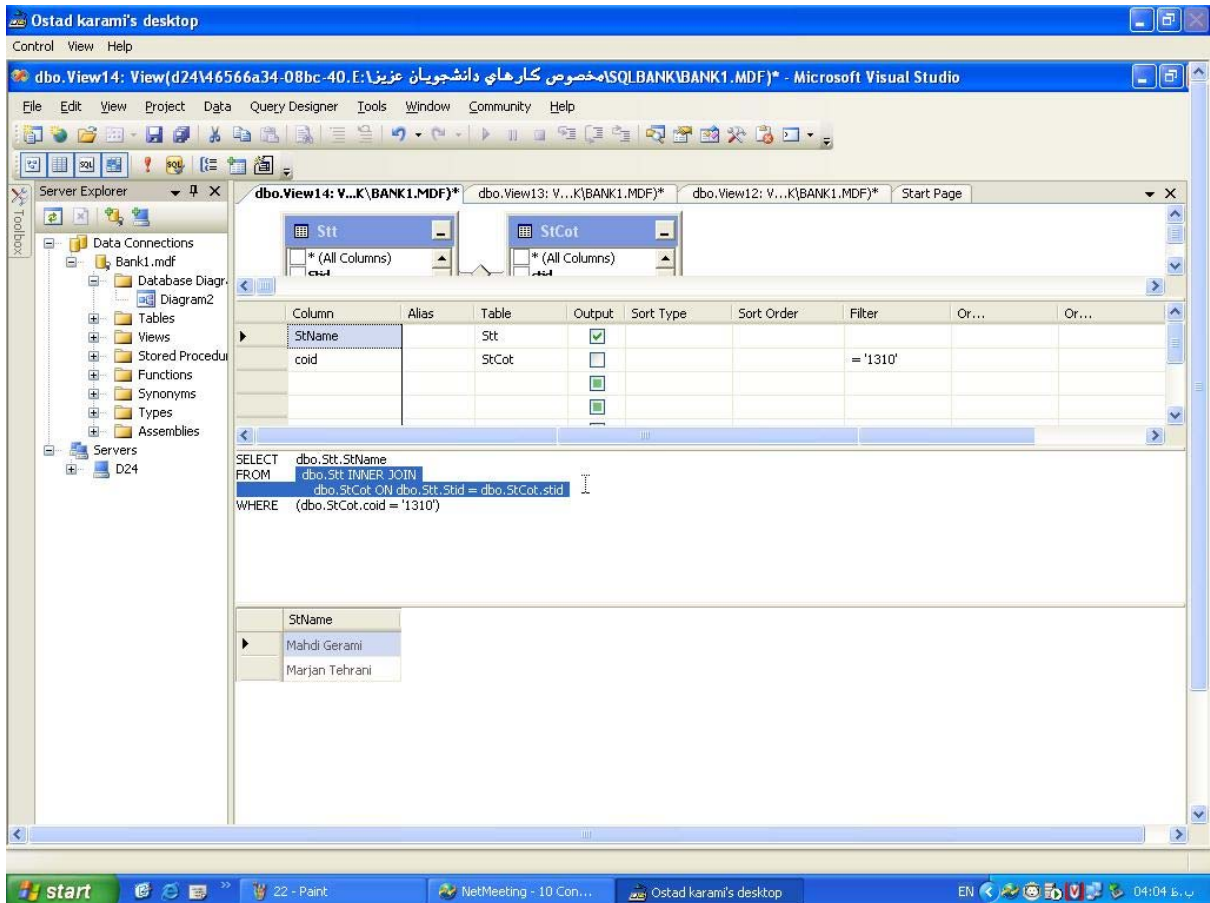 Ostad karami's desktop
Control View Help
dbo.View14: View(d24\46566a34-08bc-40.E:\مخصوص کارهاي دانشجويان عزيز\SQLBANK\BANK1.MDF)* - Microsoft Visual Studio
File Edit View Project Data Query Designer Tools Window Community Help
Server Explorer
dbo.View14: V...K\BANK1.MDF)* dbo.View13: V...K\BANK1.MDF)* dbo.View12: V...K\BANK1.MDF)* Start Page
Toolbox
Data Connections
Bank1.mdf
Database Diagr
Diagram2
Tables
Views
Stored Procedu
Functions
Synonyms
Types
Assemblies
Servers
D24
Stt StCot
* (All Columns) * (All Columns)
Stid stid
Column Alias Table Output Sort Type Sort Order Filter Or... Or...
StName Stt
coid StCot = '1310'
SELECT dbo.Stt.StName
FROM dbo.Stt INNER JOIN
dbo.StCot ON dbo.Stt.Stid = dbo.StCot.stid
WHERE (dbo.StCot.coid = '1310')
StName
Mahdi Gerami
Marjan Tehrani
start 22 - Paint NetMeeting - 10 Con... Ostad karami's desktop EN 04:04 ب.ظ